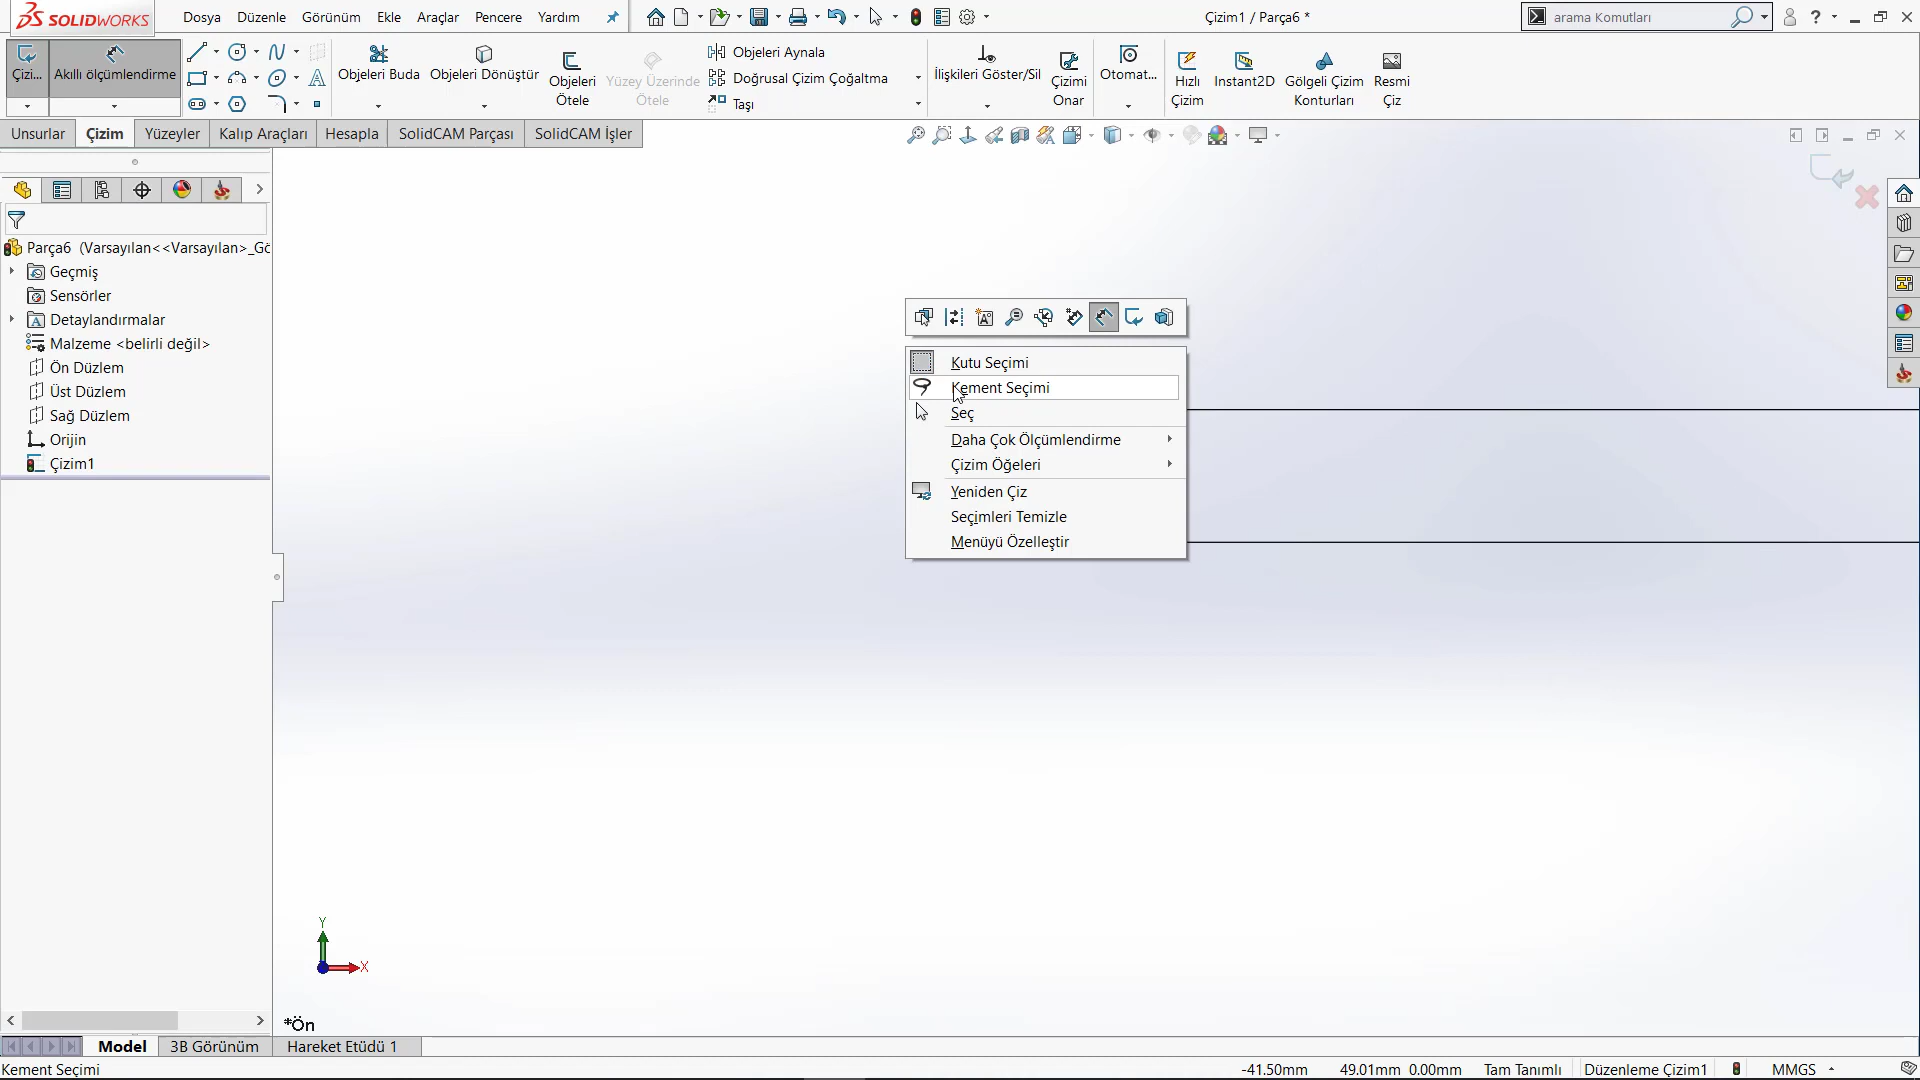 SOLIDWORKS
Dosya Düzenle Görünüm Ekle Araçlar Pencere Yardım
Çizim1 / Parça6 *
arama Komutları
Çizi...
Akıllı ölçümlendirme
Objeleri Buda
Objeleri Dönüştür
Objeleri Ötele
Yüzey Üzerinde Ötele
Objeleri Aynala
Doğrusal Çizim Çoğaltma
Taşı
İlişkileri Göster/Sil
Çizimi Onar
Otomat...
Hızlı Çizim
Instant2D
Gölgeli Çizim Konturları
Resmi Çiz
Unsurlar Çizim Yüzeyler Kalıp Araçları Hesapla SolidCAM Parçası SolidCAM İşler
Parça6 (Varsayılan<<Varsayılan>_Gö
Geçmiş
Sensörler
Detaylandırmalar
Malzeme <belirli değil>
Ön Düzlem
Üst Düzlem
Sağ Düzlem
Orijin
Çizim1
Kutu Seçimi
Kement Seçimi
Seç
Daha Çok Ölçümlendirme
Çizim Öğeleri
Yeniden Çiz
Seçimleri Temizle
Menüyü Özelleştir
Y
X
*Ön
Model 3B Görünüm Hareket Etüdü 1
Kement Seçimi
-41.50mm 49.01mm 0.00mm Tam Tanımlı Düzenleme Çizim1 MMGS